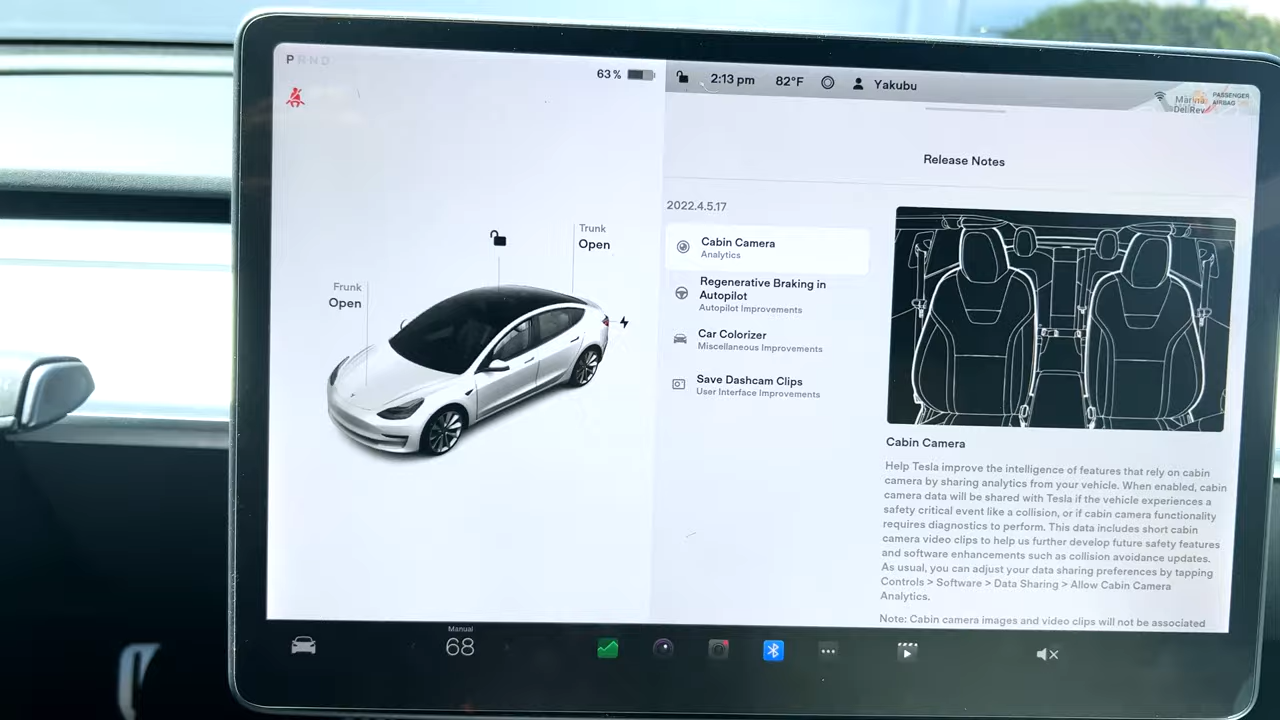 P R N D
63 %
2:13 pm
82°F
Yakubu
Marina
Del Rey
PASSENGER
AIRBAG
Release Notes
2022.4.5.17
Cabin Camera
Analytics
Regenerative Braking in
Autopilot
Autopilot Improvements
Car Colorizer
Miscellaneous Improvements
Save Dashcam Clips
User Interface Improvements
Trunk
Open
Frunk
Open
Cabin Camera
Help Tesla improve the intelligence of features that rely on cabin
camera by sharing analytics from your vehicle. When enabled, cabin
camera data will be shared with Tesla if the vehicle experiences a
safety critical event like a collision, or if cabin camera functionality
requires diagnostics to perform. This data includes short cabin
camera video clips to help us further develop future safety features
and software enhancements such as collision avoidance updates.
As usual, you can adjust your data sharing preferences by tapping
Controls > Software > Data Sharing > Allow Cabin Camera
Analytics.
Note: Cabin camera images and video clips will not be associated
Manual
68